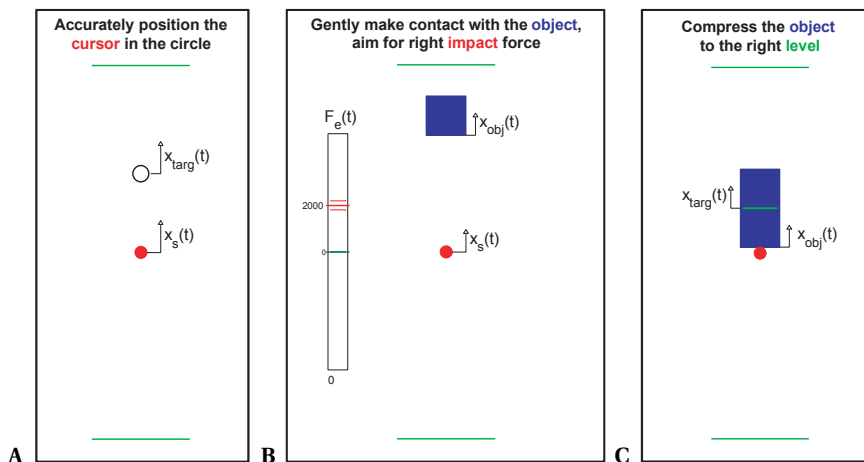 Accurately position the
cursor in the circle
x_targ(t)
x_s(t)
A
Gently make contact with the object,
aim for right impact force
F_e(t)
x_obj(t)
2000
x_s(t)
0
0
B
Compress the object
to the right level
x_targ(t)
x_obj(t)
C